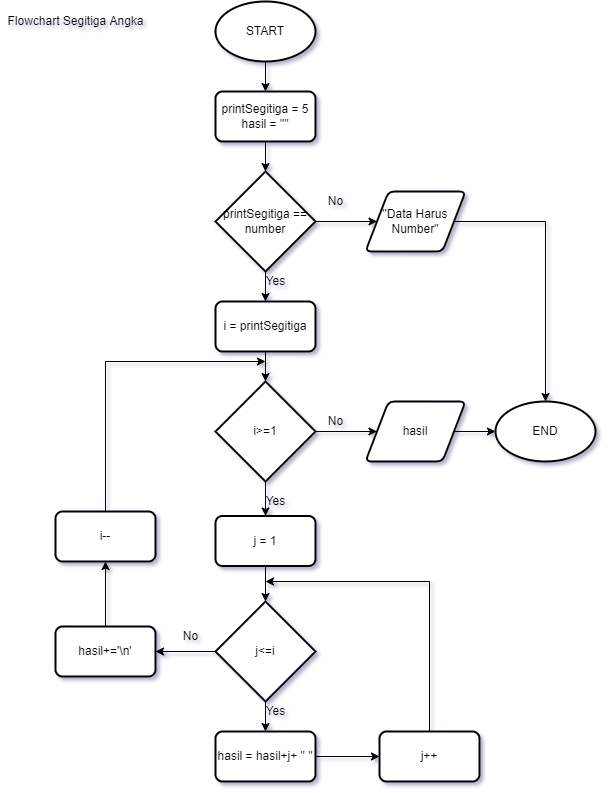 Flowchart Segitiga Angka
START
printSegitiga = 5
hasil = ""
printSegitiga ==
number
No
"Data Harus
Number"
Yes
i = printSegitiga
i>=1
No
hasil
END
Yes
i--
j = 1
hasil+='\n'
No
j<=i
Yes
hasil = hasil+j+ " "
j++